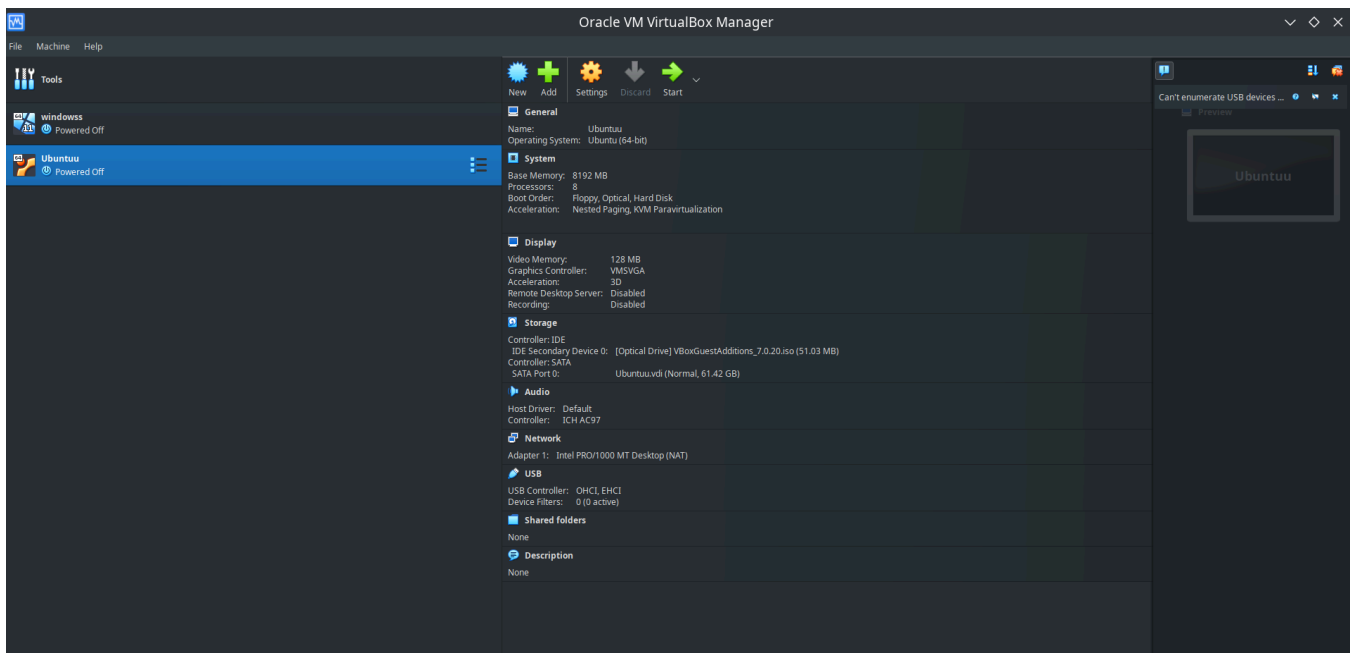 Oracle VM VirtualBox Manager
File Machine Help
Tools
windowss
Powered Off
Ubuntuu
Powered Off
New Add Settings Discard Start
General
Name: Ubuntuu
Operating System: Ubuntu (64-bit)
System
Base Memory: 8192 MB
Processors: 8
Boot Order: Floppy, Optical, Hard Disk
Acceleration: Nested Paging, KVM Paravirtualization
Display
Video Memory: 128 MB
Graphics Controller: VMSVGA
Acceleration: 3D
Remote Desktop Server: Disabled
Recording: Disabled
Storage
Controller: IDE
IDE Secondary Device 0: [Optical Drive] VBoxGuestAdditions_7.0.20.iso (51.03 MB)
Controller: SATA
SATA Port 0: Ubuntuu.vdi (Normal, 61.42 GB)
Audio
Host Driver: Default
Controller: ICH AC97
Network
Adapter 1: Intel PRO/1000 MT Desktop (NAT)
USB
USB Controller: OHCI, EHCI
Device Filters: 0 (0 active)
Shared folders
None
Description
None
Can't enumerate USB devices ...
Preview
Ubuntuu